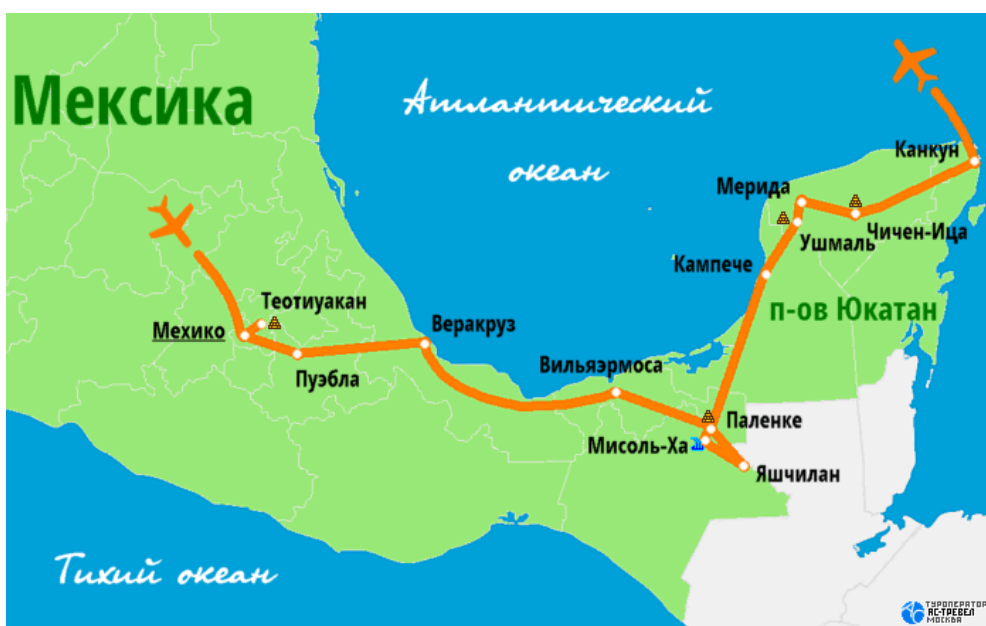 Мексика
Атлантический
океан
Канкун
Мерида
Чичен-Ица
Ушмаль
Кампече
п-ов Юкатан
Теотиуакан
Мехико
Веракруз
Пуэбла
Вильяэрмоса
Паленке
Мисоль-Ха
Яшчилан
Тихий океан
ТУРОПЕРАТОР
АС-ТРЕВЕЛ
МОСКВА